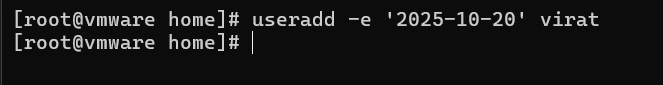 [root@vmware home]# useradd -e '2025-10-20' virat
[root@vmware home]#